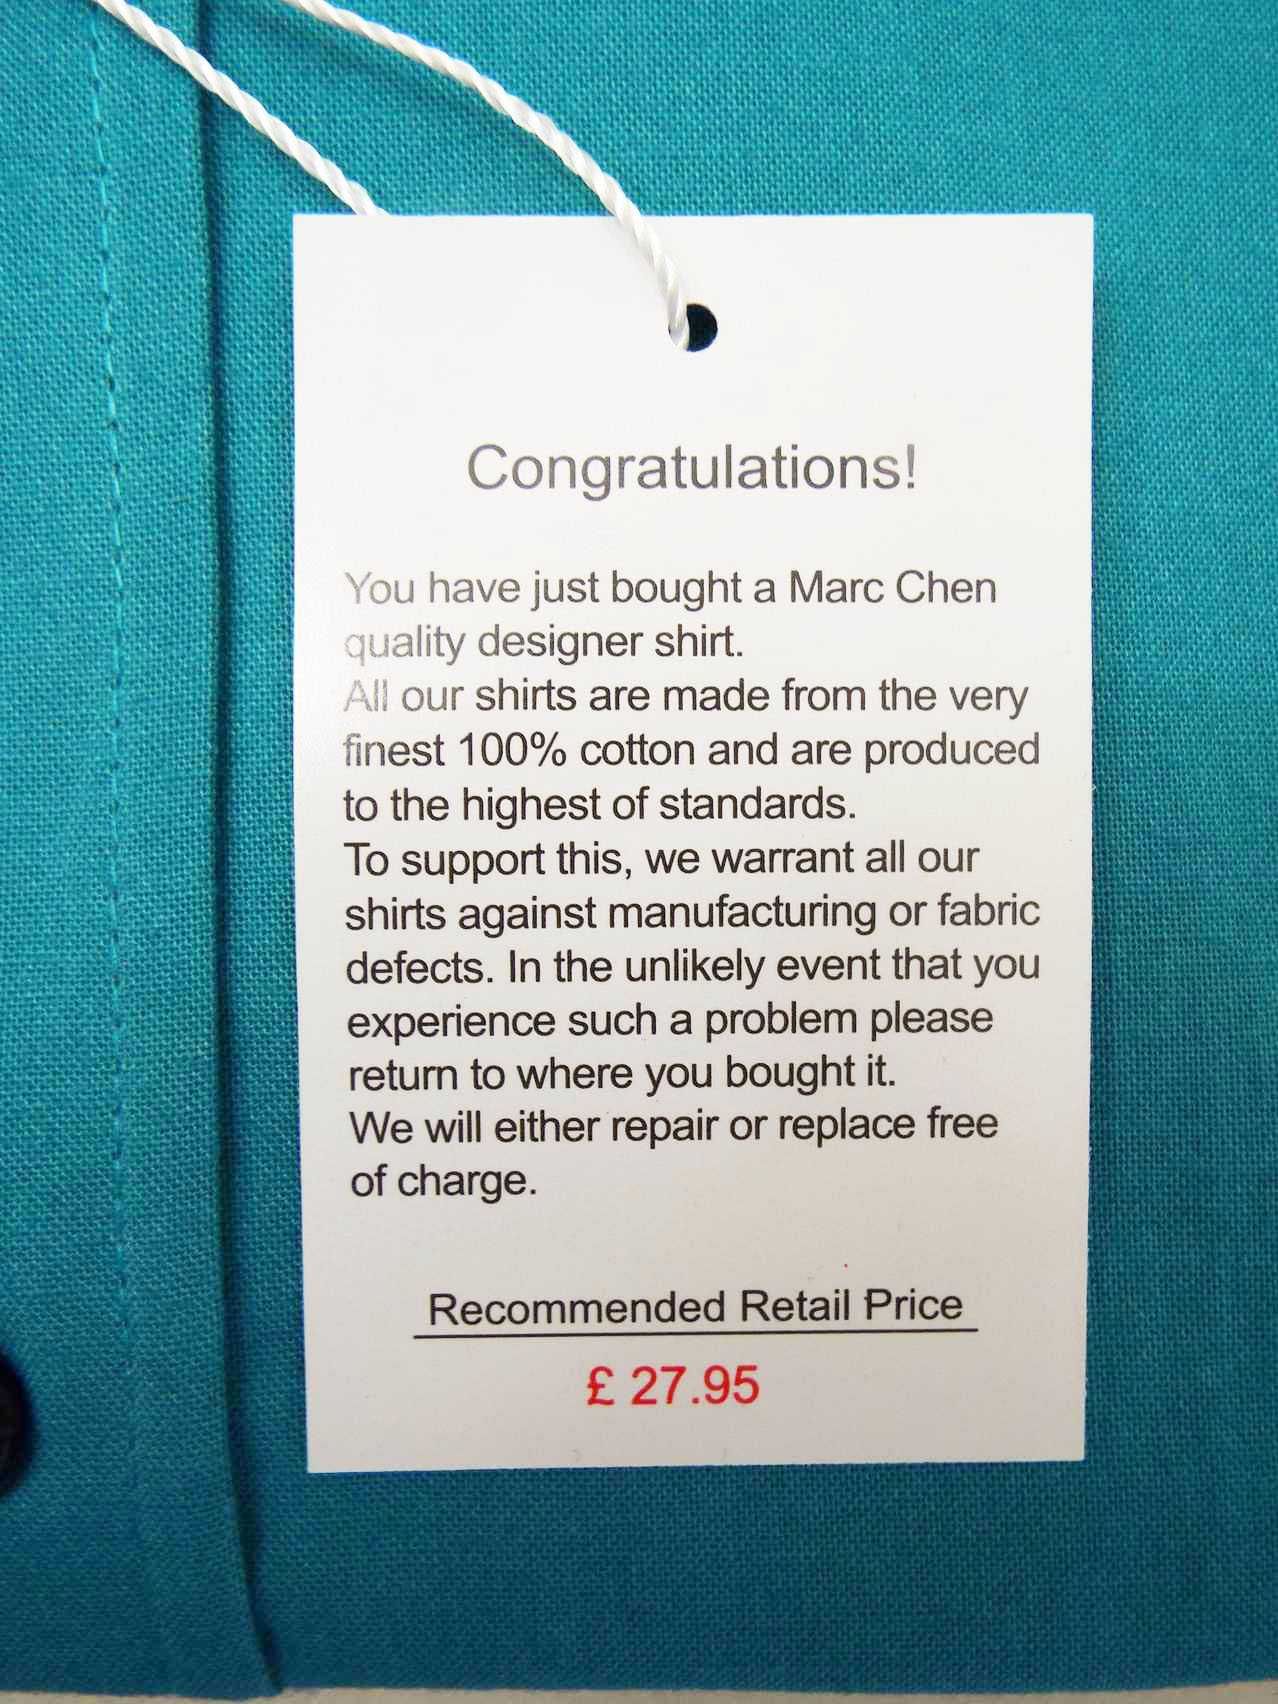 Congratulations!
You have just bought a Marc Chen
quality designer shirt.
All our shirts are made from the very
finest 100% cotton and are produced
to the highest of standards.
To support this, we warrant all our
shirts against manufacturing or fabric
defects. In the unlikely event that you
experience such a problem please
return to where you bought it.
We will either repair or replace free
of charge.
Recommended Retail Price
£ 27.95